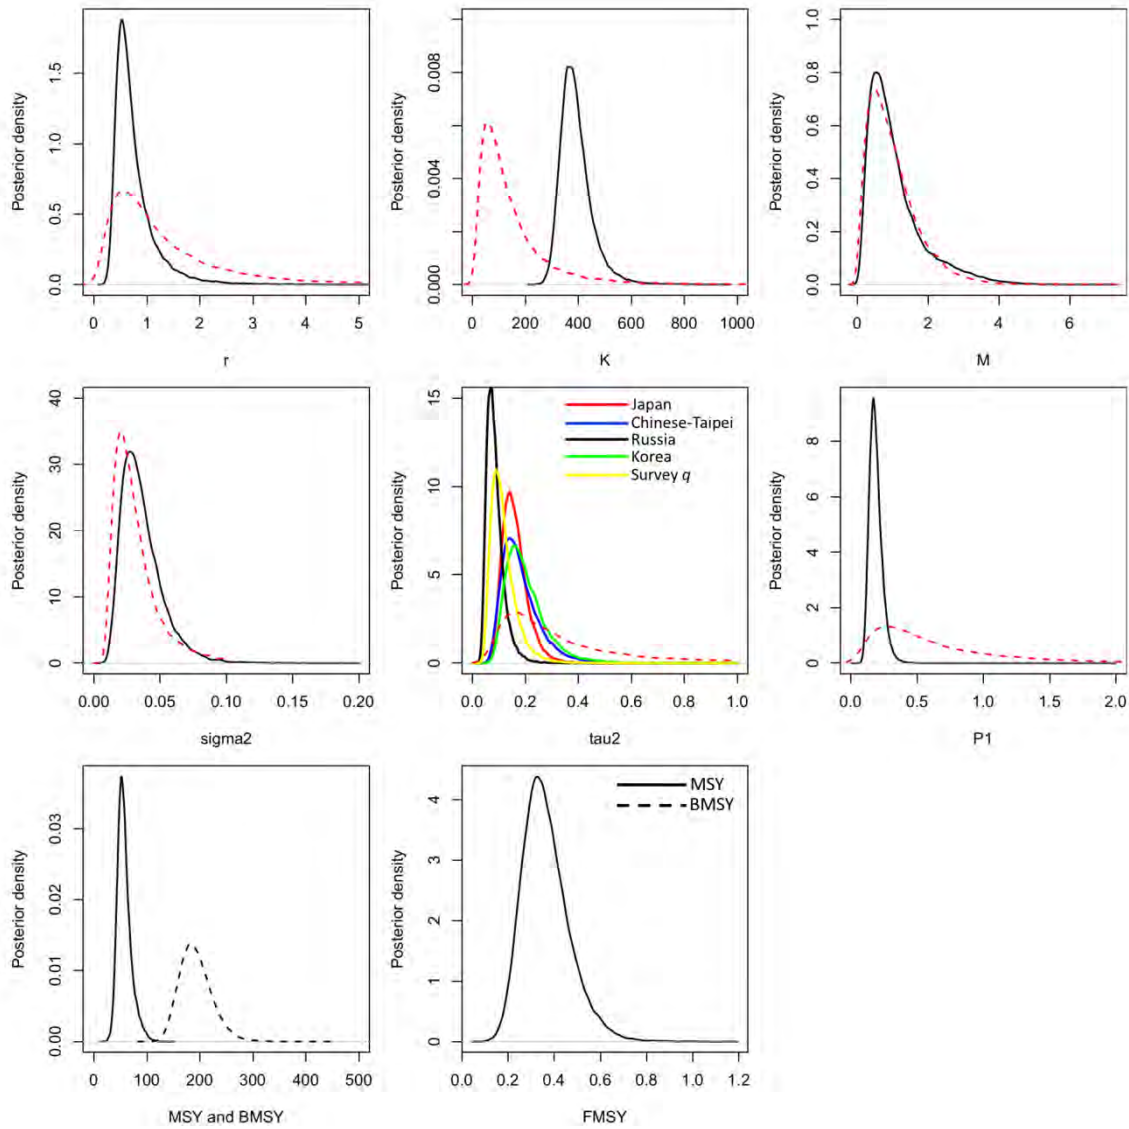 Posterior density
0.0 0.5 1.0 1.5
0 1 2 3 4 5
r
Posterior density
0.000 0.004 0.008
0 200 400 600 800 1000
K
Posterior density
0.0 0.2 0.4 0.6 0.8 1.0
0 2 4 6
M
Posterior density
0 10 20 30 40
0.00 0.05 0.10 0.15 0.20
sigma2
Posterior density
0 5 10 15
Japan
Chinese-Taipei
Russia
Korea
Survey q
0.0 0.2 0.4 0.6 0.8 1.0
tau2
Posterior density
0 2 4 6 8
0.0 0.5 1.0 1.5 2.0
P1
Posterior density
0.00 0.01 0.02 0.03
0 100 200 300 400 500
MSY and BMSY
Posterior density
0 1 2 3 4
MSY
BMSY
0.0 0.2 0.4 0.6 0.8 1.0 1.2
FMSY